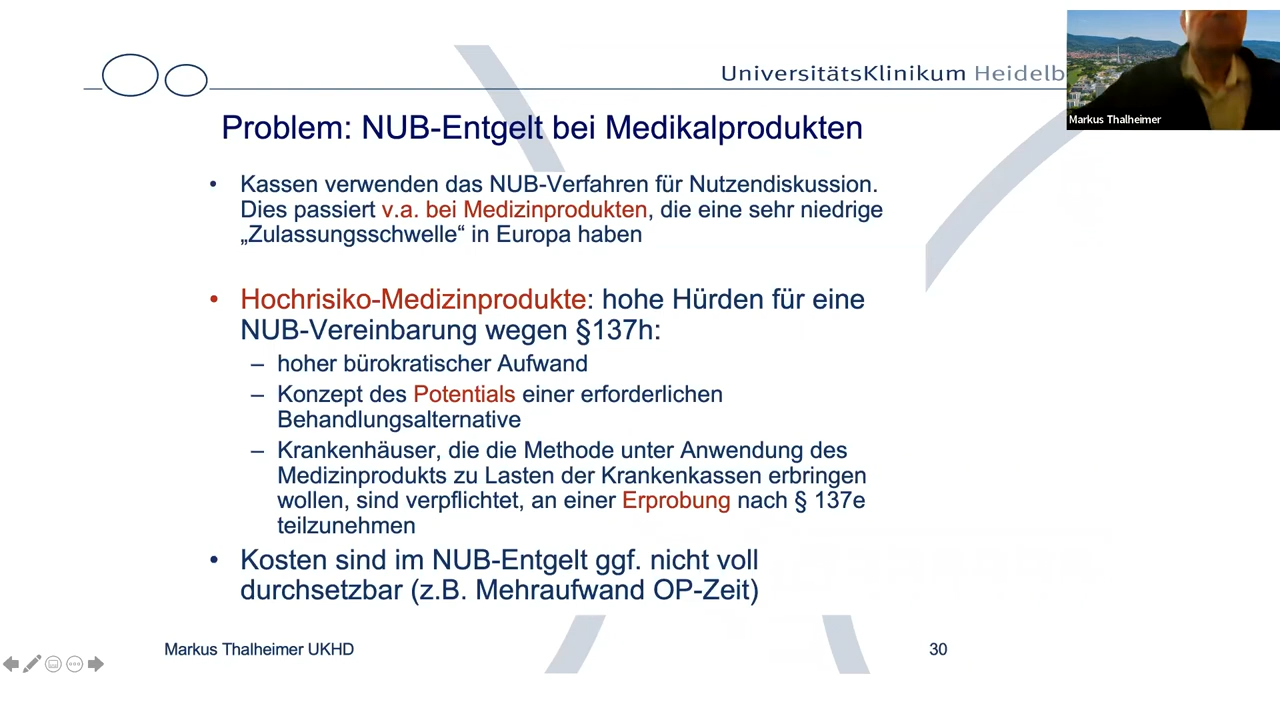 UniversitätsKlinikum Heidelb
Markus Thalheimer
Problem: NUB-Entgelt bei Medikalprodukten
• Kassen verwenden das NUB-Verfahren für Nutzendiskussion.
Dies passiert v.a. bei Medizinprodukten, die eine sehr niedrige
„Zulassungsschwelle“ in Europa haben
• Hochrisiko-Medizinprodukte: hohe Hürden für eine
NUB-Vereinbarung wegen §137h:
– hoher bürokratischer Aufwand
– Konzept des Potentials einer erforderlichen
Behandlungsalternative
– Krankenhäuser, die die Methode unter Anwendung des
Medizinprodukts zu Lasten der Krankenkassen erbringen
wollen, sind verpflichtet, an einer Erprobung nach § 137e
teilzunehmen
• Kosten sind im NUB-Entgelt ggf. nicht voll
durchsetzbar (z.B. Mehraufwand OP-Zeit)
Markus Thalheimer UKHD
30